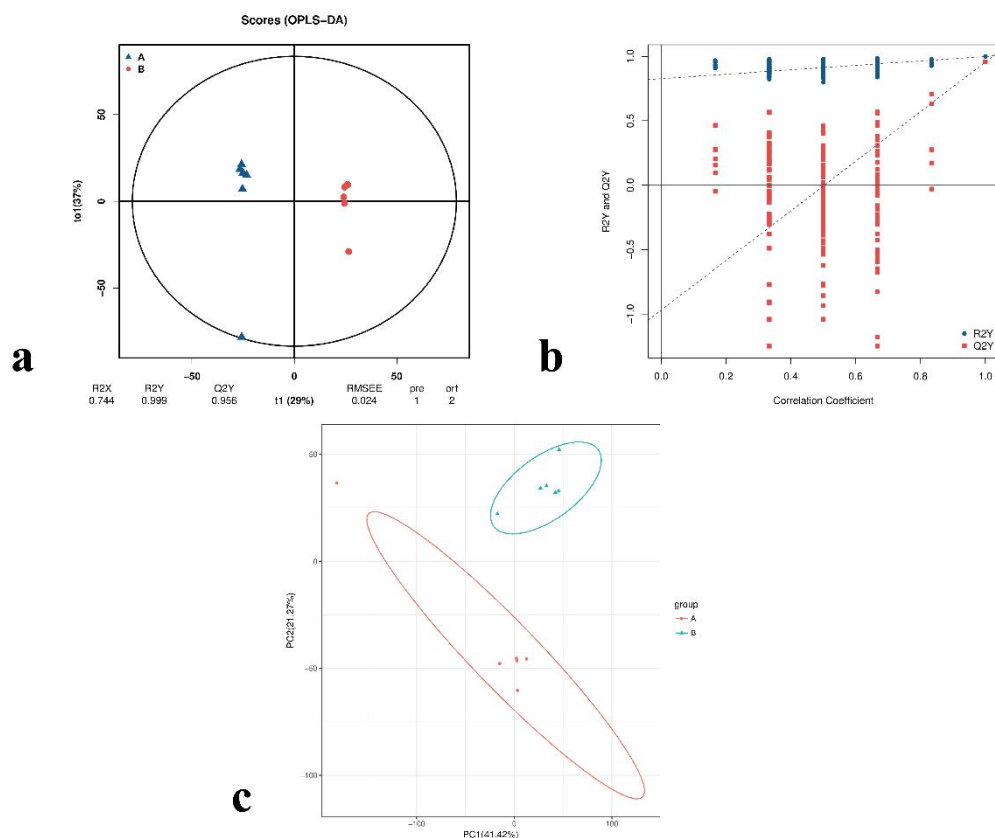 Scores (OPLS-DA)
A
B
to1(37%)
50
0
-50
-50
0
50
R2X R2Y Q2Y t1 (29%) RMSEE pre ort
0.744 0.999 0.956 0.024 1 2
a
R2Y and Q2Y
1.0
0.5
0.0
-0.5
-1.0
R2Y
Q2Y
0.0 0.2 0.4 0.6 0.8 1.0
Correlation Coefficient
b
PC2(21.27%)
50
0
-50
-100
group
A
B
-100 0 100
PC1(41.42%)
c